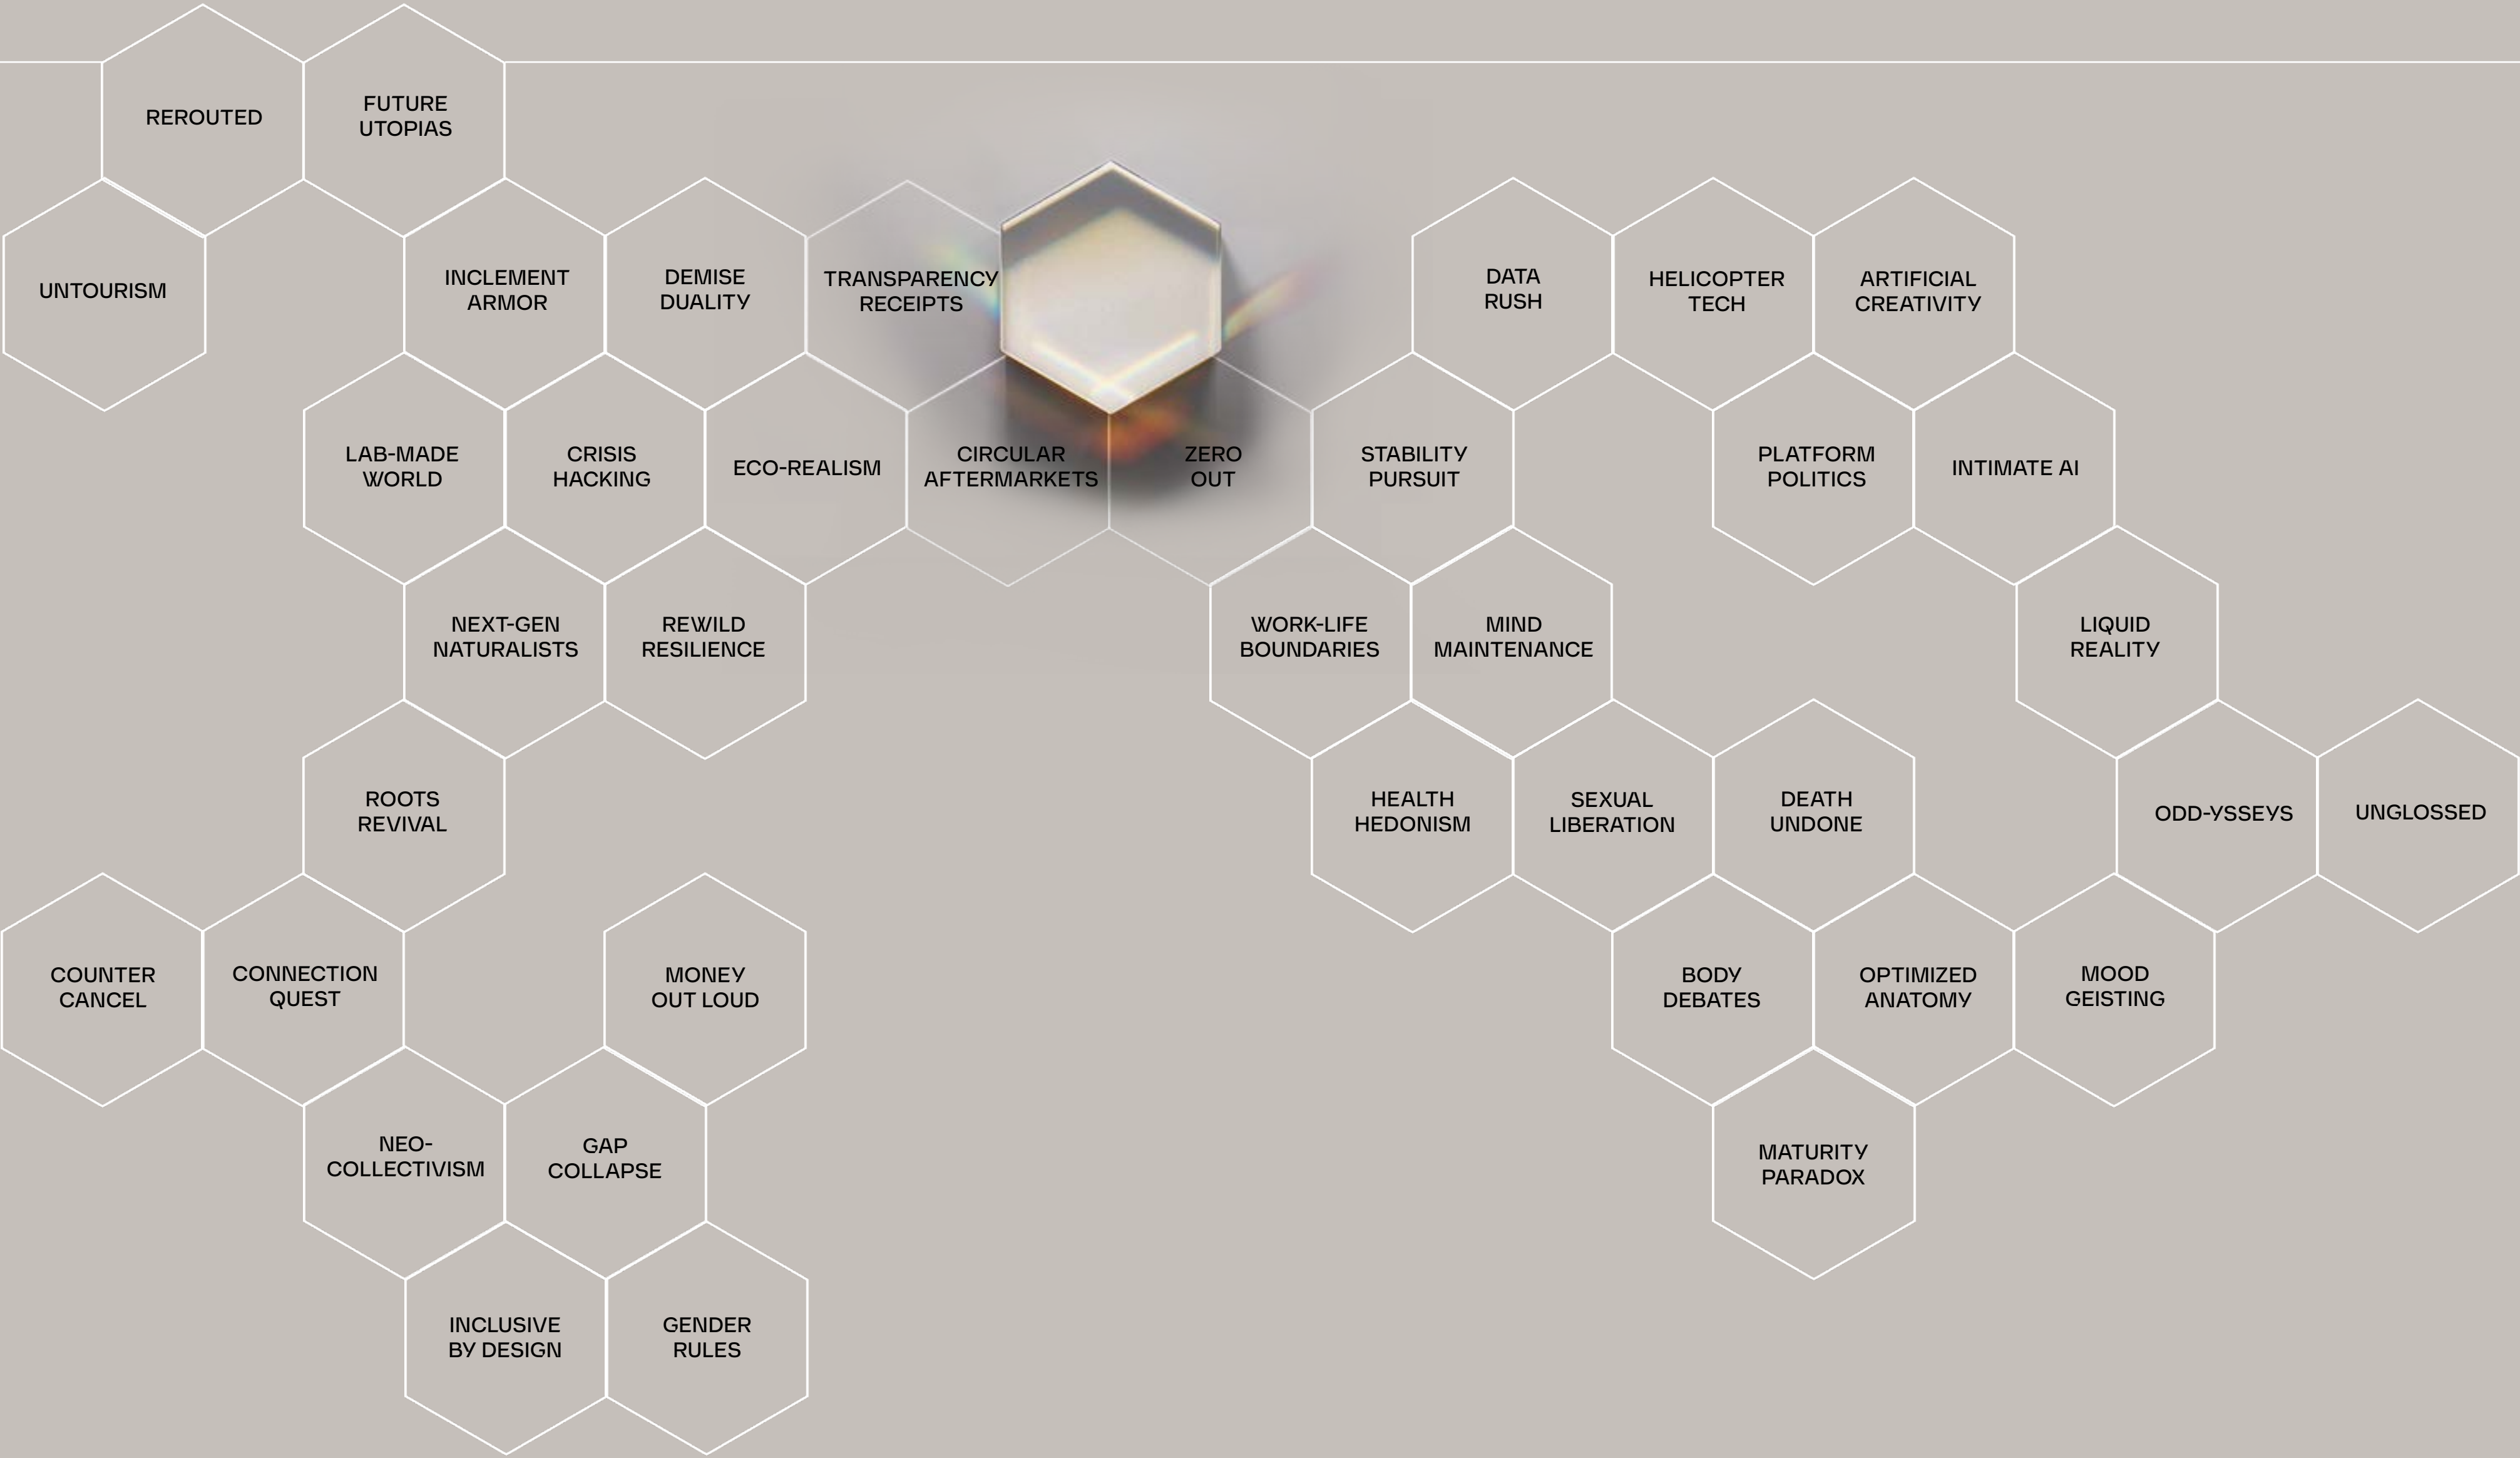 REROUTED
FUTURE
UTOPIAS
UNTOURISM
INCLEMENT
ARMOR
DEMISE
DUALITY
TRANSPARENCY
RECEIPTS
DATA
RUSH
HELICOPTER
TECH
ARTIFICIAL
CREATIVITY
LAB-MADE
WORLD
CRISIS
HACKING
ECO-REALISM
CIRCULAR
AFTERMARKETS
ZERO
OUT
STABILITY
PURSUIT
PLATFORM
POLITICS
INTIMATE AI
NEXT-GEN
NATURALISTS
REWILD
RESILIENCE
WORK-LIFE
BOUNDARIES
MIND
MAINTENANCE
LIQUID
REALITY
ROOTS
REVIVAL
HEALTH
HEDONISM
SEXUAL
LIBERATION
DEATH
UNDONE
ODD-YSSEYS
UNGLOSSED
COUNTER
CANCEL
CONNECTION
QUEST
MONEY
OUT LOUD
BODY
DEBATES
OPTIMIZED
ANATOMY
MOOD
GEISTING
NEO-
COLLECTIVISM
GAP
COLLAPSE
MATURITY
PARADOX
INCLUSIVE
BY DESIGN
GENDER
RULES